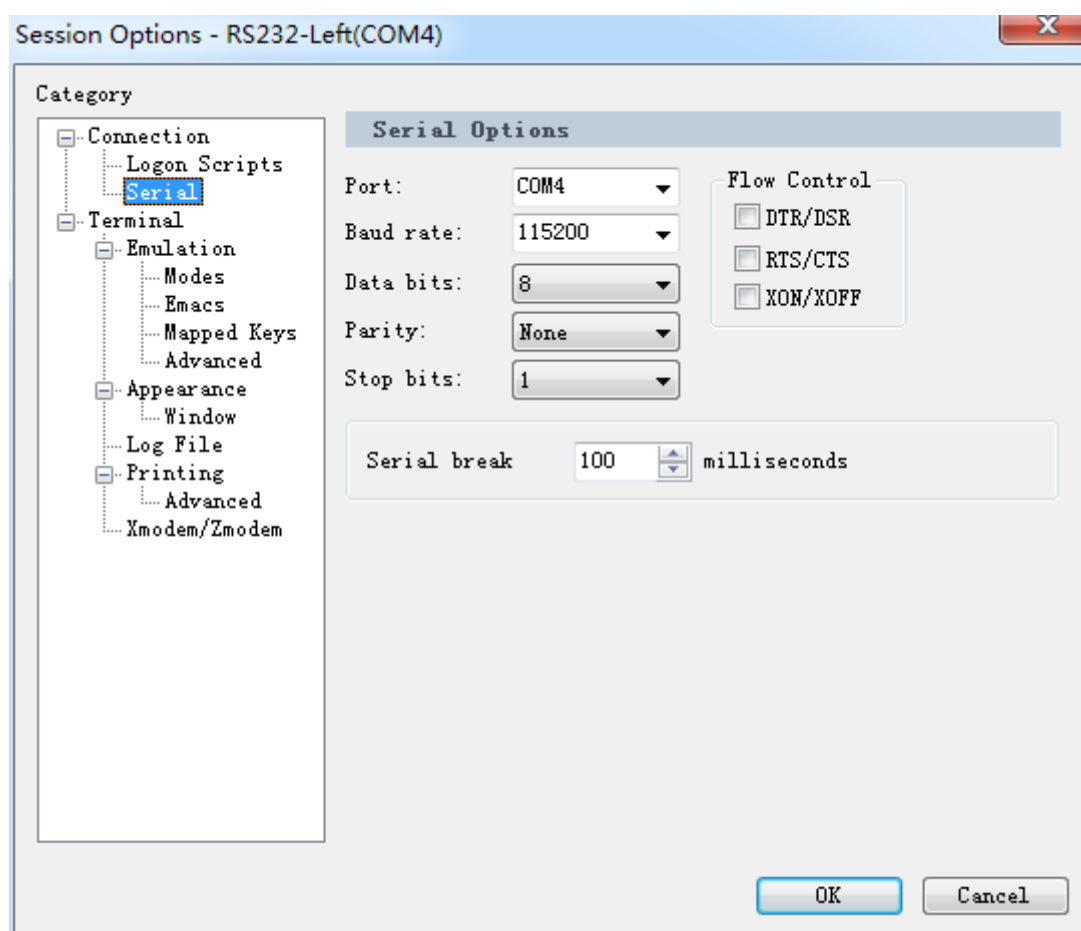 Session Options - RS232-Left(COM4)
Category
Connection
Logon Scripts
Serial
Terminal
Emulation
Modes
Emacs
Mapped Keys
Advanced
Appearance
Window
Log File
Printing
Advanced
Xmodem/Zmodem
Serial Options
Port: COM4
Baud rate: 115200
Data bits: 8
Parity: None
Stop bits: 1
Flow Control
DTR/DSR
RTS/CTS
XON/XOFF
Serial break 100 milliseconds
OK Cancel